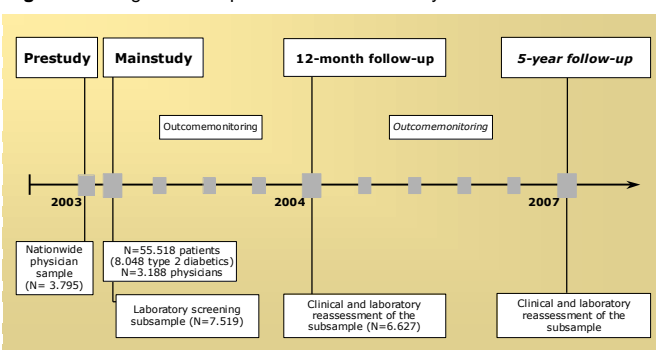 Prestudy
Mainstudy
12-month follow-up
5-year follow-up
Outcomemonitoring
Outcomemonitoring
2003
2004
2007
Nationwide
physician
sample
(N= 3.795)
N=55.518 patients
(8.048 type 2 diabetics)
N=3.188 physicians
Laboratory screening
subsample (N=7.519)
Clinical and laboratory
reassessment of the
subsample (N=6.627)
Clinical and laboratory
reassessment of the
subsample